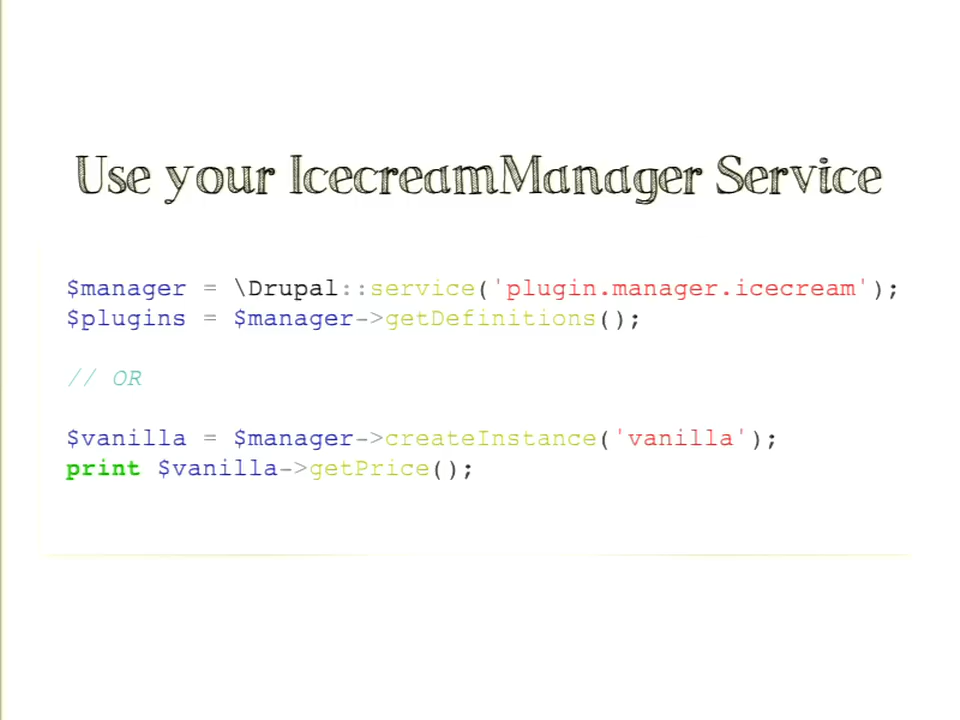 Use your IcecreamManager Service
$manager = \Drupal::service('plugin.manager.icecream');
$plugins = $manager->getDefinitions();
// OR
$vanilla = $manager->createInstance('vanilla');
print $vanilla->getPrice();